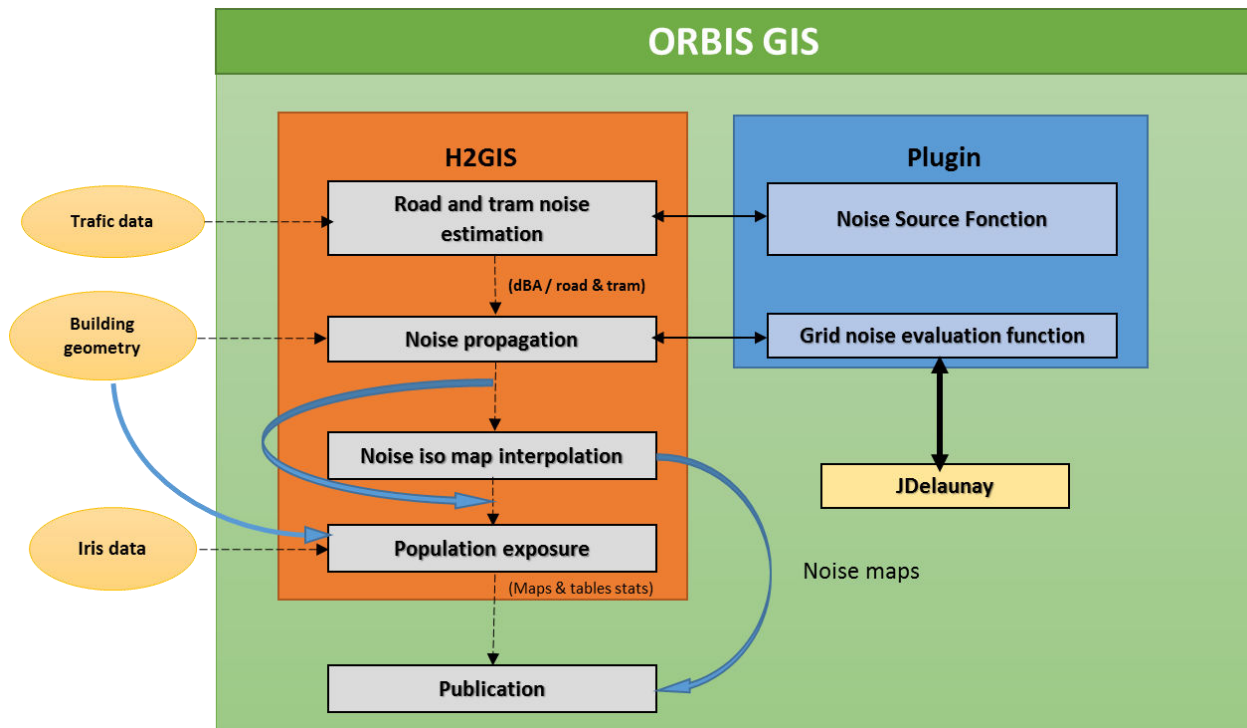 ORBIS GIS
H2GIS
Plugin
Trafic data
Road and tram noise
estimation
Noise Source Fonction
(dBA / road & tram)
Building
geometry
Noise propagation
Grid noise evaluation function
Noise iso map interpolation
JDelaunay
Iris data
Population exposure
Noise maps
(Maps & tables stats)
Publication